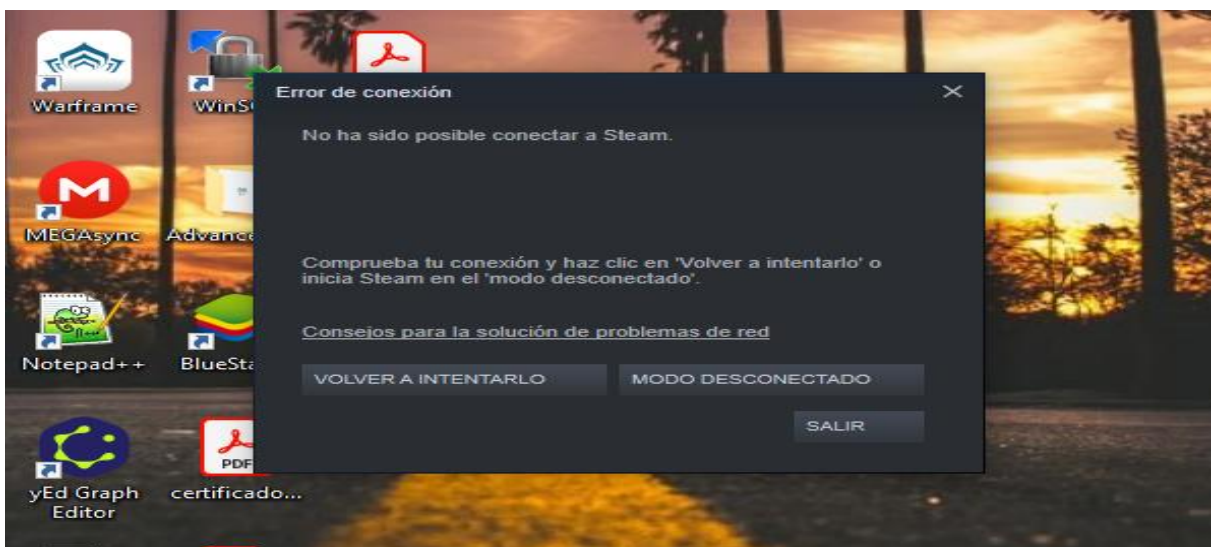 Warframe
WinS
Error de conexión
No ha sido posible conectar a Steam.
MEGAsync
Advance
Comprueba tu conexión y haz clic en 'Volver a intentarlo' o
inicia Steam en el 'modo desconectado'.
Consejos para la solución de problemas de red
Notepad++
BlueSta
VOLVER A INTENTARLO
MODO DESCONECTADO
SALIR
PDF
yEd Graph
Editor
certificado...